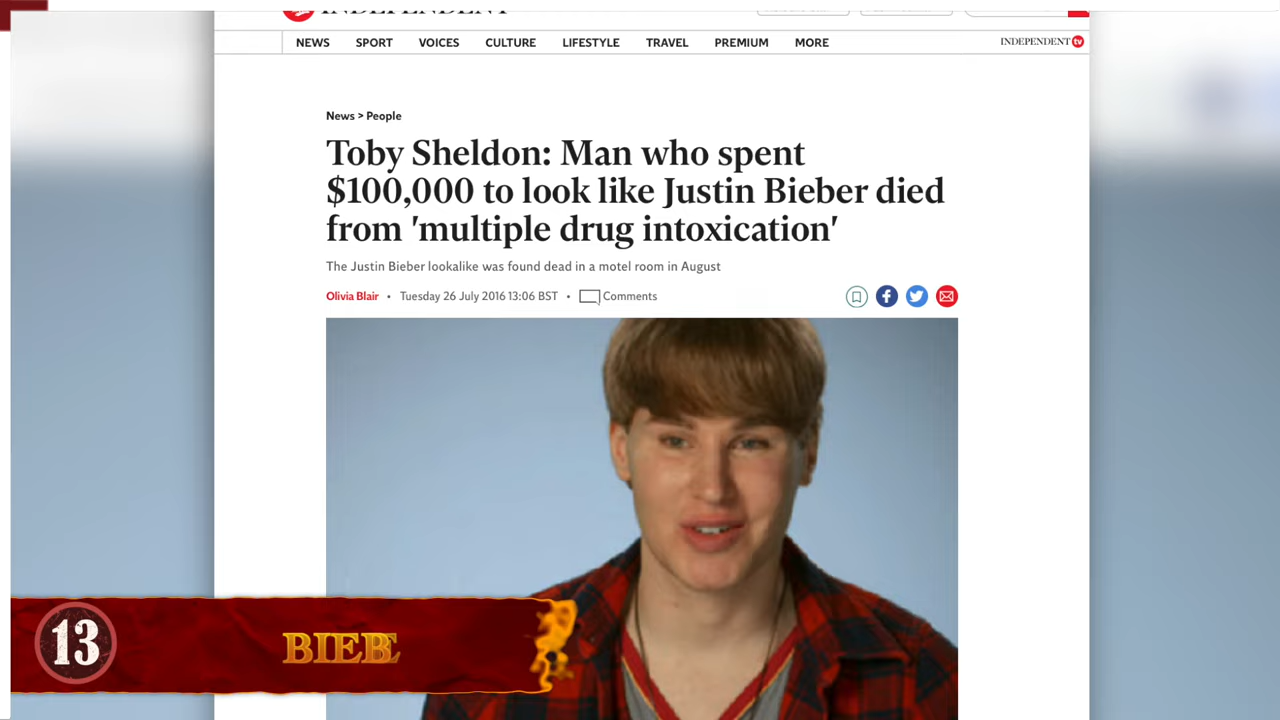 INDEPENDENT
NEWS SPORT VOICES CULTURE LIFESTYLE TRAVEL PREMIUM MORE INDEPENDENT tv
News > People
Toby Sheldon: Man who spent
$100,000 to look like Justin Bieber died
from 'multiple drug intoxication'
The Justin Bieber lookalike was found dead in a motel room in August
Olivia Blair • Tuesday 26 July 2016 13:06 BST • Comments
13 BIEB